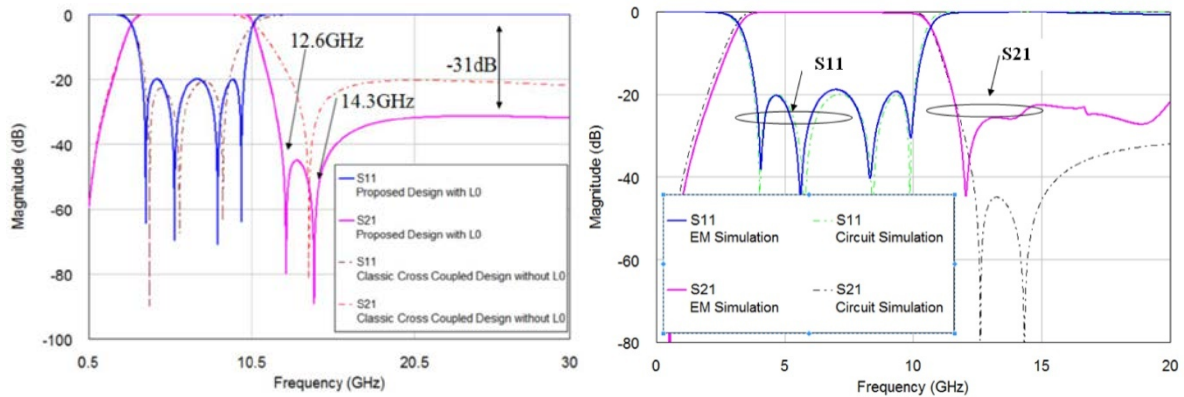 0
-20
-40
-60
-80
-100
Magnitude (dB)
12.6GHz
-31dB
14.3GHz
S11
Proposed Design with L0
S21
Proposed Design with L0
S11
Classic Cross Coupled Design without L0
S21
Classic Cross Coupled Design without L0
0.5
10.5
20.5
30
Frequency (GHz)
0
-20
-40
-60
-80
Magnitude (dB)
S11
S21
S11
EM Simulation
S11
Circuit Simulation
S21
EM Simulation
S21
Circuit Simulation
0
5
10
15
20
Frequency (GHz)